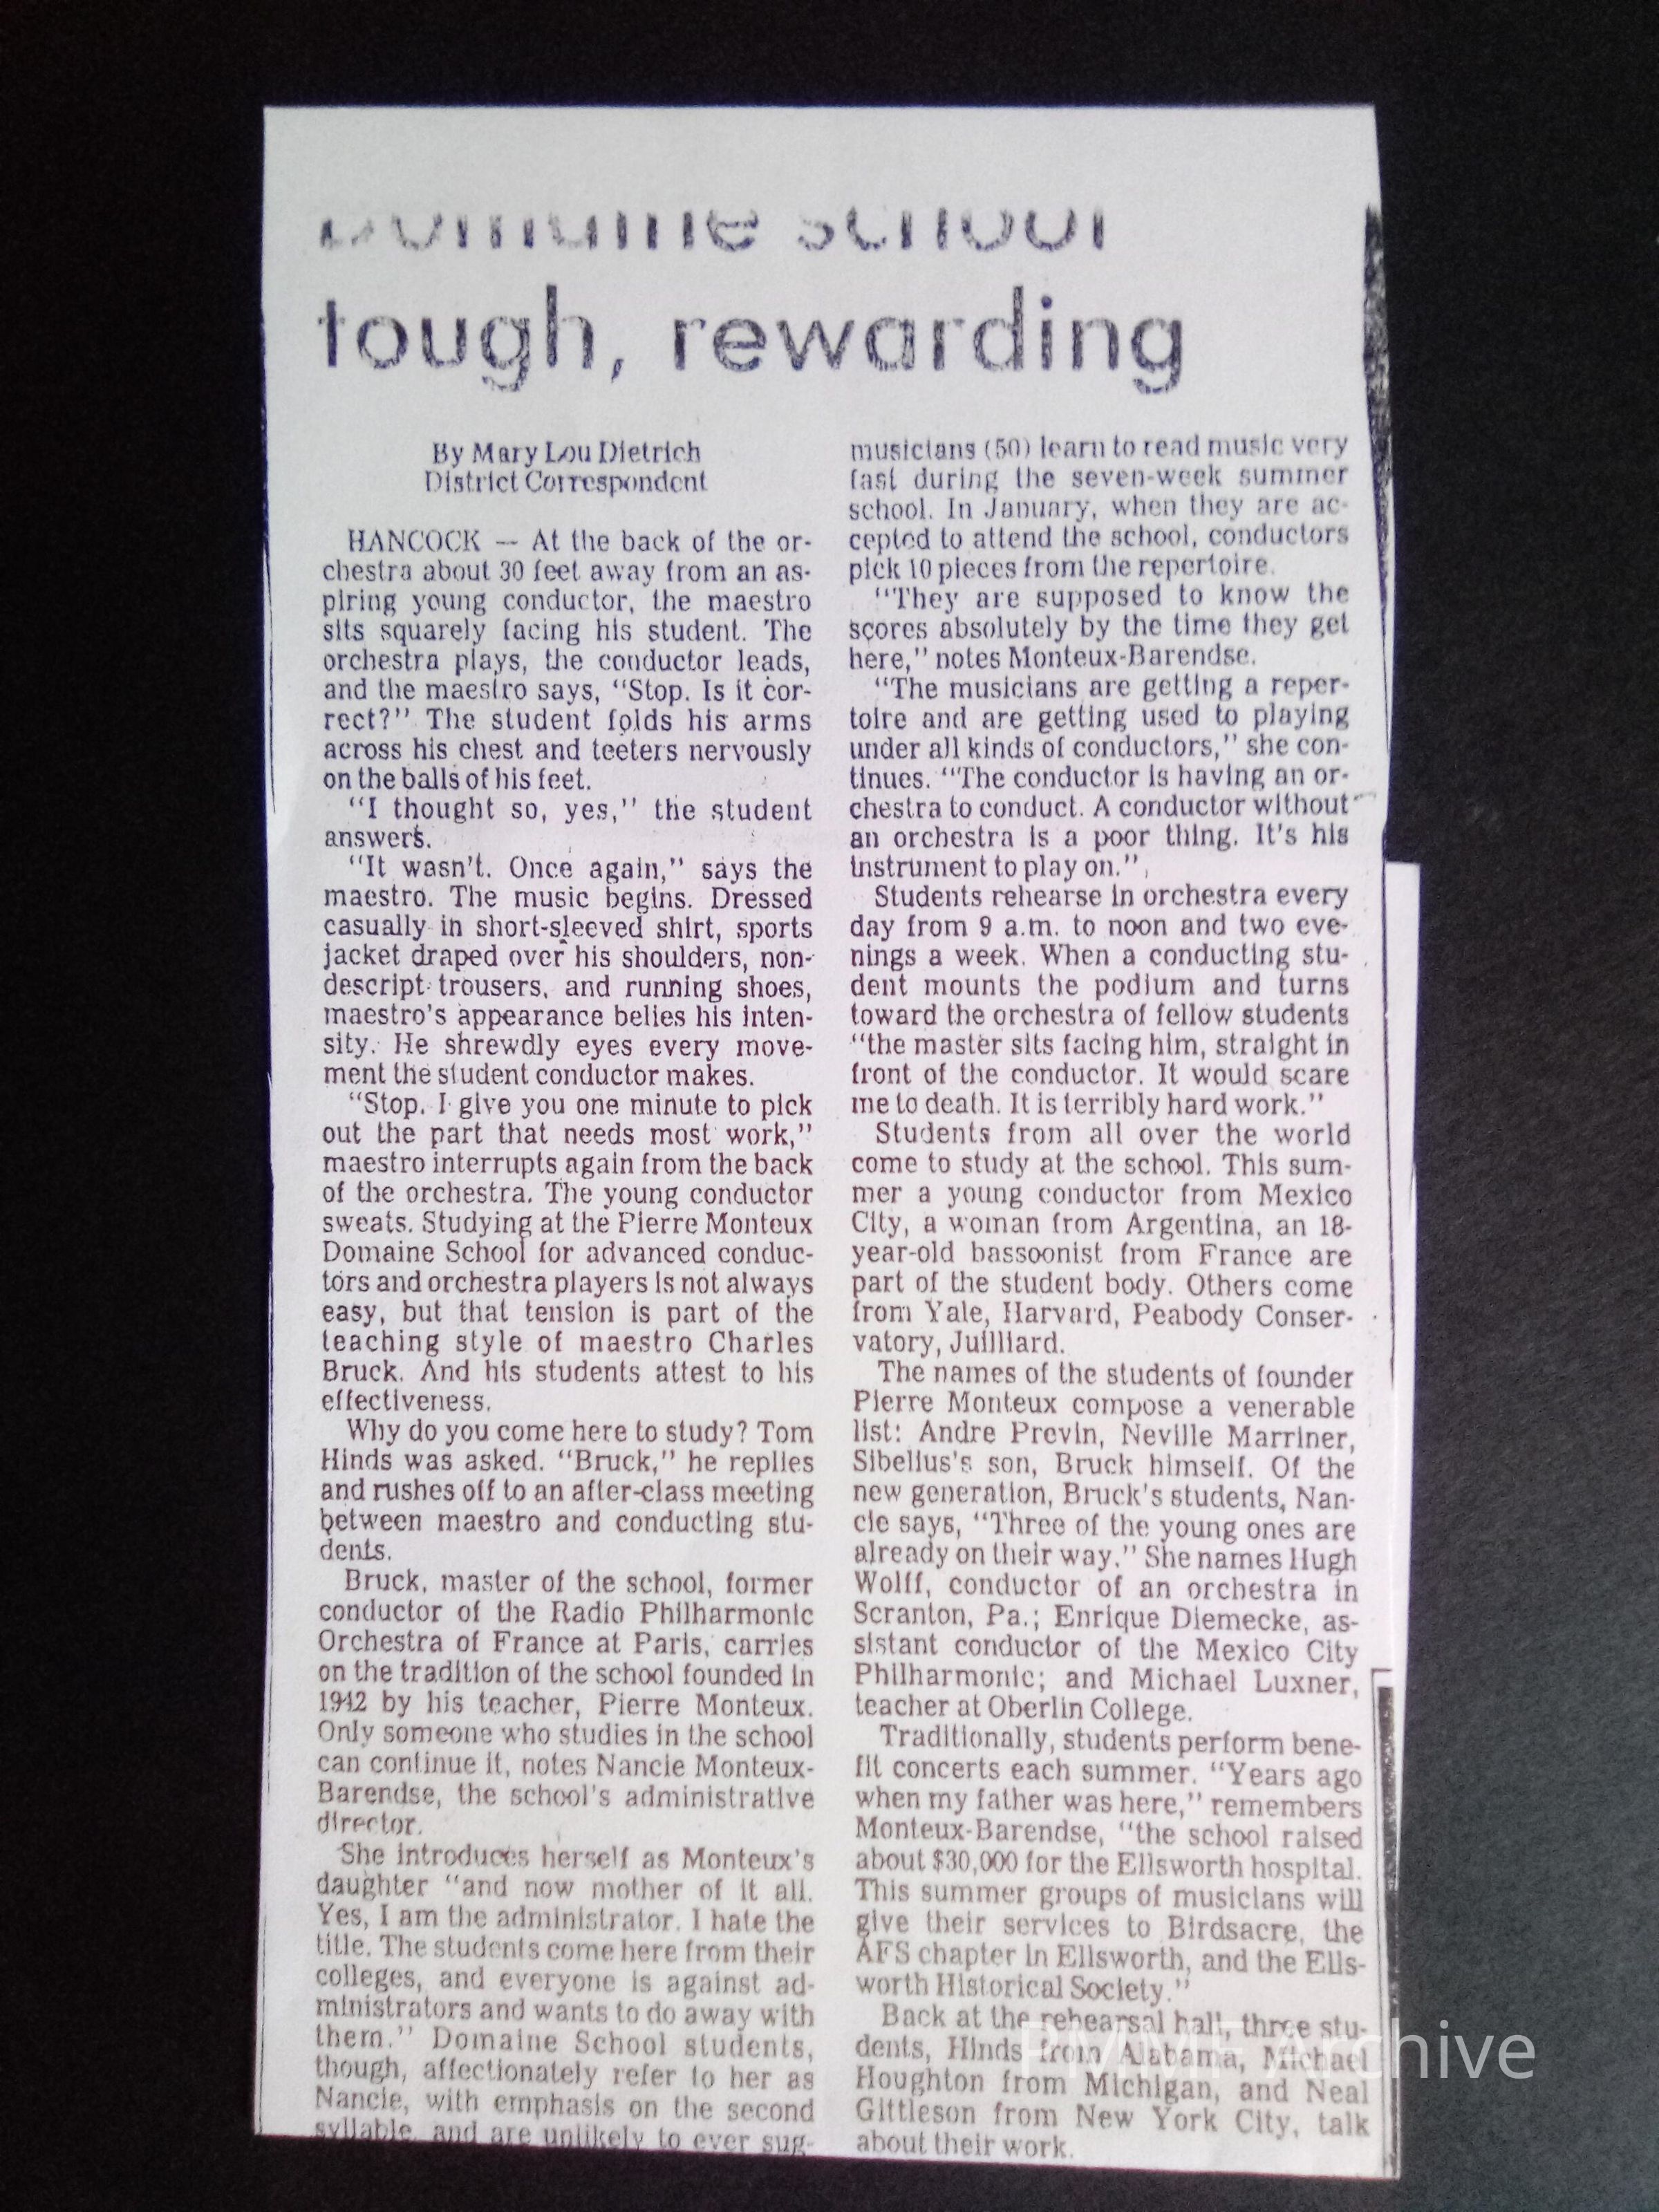 Domaine school
tough, rewarding
By Mary Lou Dietrich
District Correspondent
HANCOCK — At the back of the or-
chestra about 30 feet away from an as-
piring young conductor, the maestro
sits squarely facing his student. The
orchestra plays, the conductor leads,
and the maestro says, "Stop. Is it cor-
rect?" The student folds his arms
across his chest and teeters nervously
on the balls of his feet.
"I thought so, yes," the student
answers.
"It wasn't. Once again," says the
maestro. The music begins. Dressed
casually in short-sleeved shirt, sports
jacket draped over his shoulders, non-
descript trousers, and running shoes,
maestro's appearance belies his inten-
sity. He shrewdly eyes every move-
ment the student conductor makes.
"Stop. I give you one minute to pick
out the part that needs most work,"
maestro interrupts again from the back
of the orchestra. The young conductor
sweats. Studying at the Pierre Monteux
Domaine School for advanced conduc-
tors and orchestra players is not always
easy, but that tension is part of the
teaching style of maestro Charles
Bruck. And his students attest to his
effectiveness.
Why do you come here to study? Tom
Hinds was asked. "Bruck," he replies
and rushes off to an after-class meeting
between maestro and conducting stu-
dents.
Bruck, master of the school, former
conductor of the Radio Philharmonic
Orchestra of France at Paris, carries
on the tradition of the school founded in
1942 by his teacher, Pierre Monteux.
Only someone who studies in the school
can continue it, notes Nancie Monteux-
Barendse, the school's administrative
director.
She introduces herself as Monteux's
daughter "and now mother of it all.
Yes, I am the administrator. I hate the
title. The students come here from their
colleges, and everyone is against ad-
ministrators and wants to do away with
them." Domaine School students,
though, affectionately refer to her as
Nancie, with emphasis on the second
syllable, and are unlikely to ever sug-
musicians (50) learn to read music very
fast during the seven-week summer
school. In January, when they are ac-
cepted to attend the school, conductors
pick 10 pieces from the repertoire.
"They are supposed to know the
scores absolutely by the time they get
here," notes Monteux-Barendse.
"The musicians are getting a reper-
toire and are getting used to playing
under all kinds of conductors," she con-
tinues. "The conductor is having an or-
chestra to conduct. A conductor without
an orchestra is a poor thing. It's his
instrument to play on."
Students rehearse in orchestra every
day from 9 a.m. to noon and two eve-
nings a week. When a conducting stu-
dent mounts the podium and turns
toward the orchestra of fellow students
"the master sits facing him, straight in
front of the conductor. It would scare
me to death. It is terribly hard work."
Students from all over the world
come to study at the school. This sum-
mer a young conductor from Mexico
City, a woman from Argentina, an 18-
year-old bassoonist from France are
part of the student body. Others come
from Yale, Harvard, Peabody Conser-
vatory, Juilliard.
The names of the students of founder
Pierre Monteux compose a venerable
list: Andre Previn, Neville Marriner,
Sibelius's son, Bruck himself. Of the
new generation, Bruck's students, Nan-
cie says, "Three of the young ones are
already on their way." She names Hugh
Wolff, conductor of an orchestra in
Scranton, Pa.; Enrique Diemecke, as-
sistant conductor of the Mexico City
Philharmonic; and Michael Luxner,
teacher at Oberlin College.
Traditionally, students perform bene-
fit concerts each summer. "Years ago
when my father was here," remembers
Monteux-Barendse, "the school raised
about $30,000 for the Ellsworth hospital.
This summer groups of musicians will
give their services to Birdsacre, the
AFS chapter in Ellsworth, and the Ells-
worth Historical Society."
Back at the rehearsal hall, three stu-
dents, Hinds from Alabama, Michael
Houghton from Michigan, and Neal
Gittleson from New York City, talk
about their work.
Archive